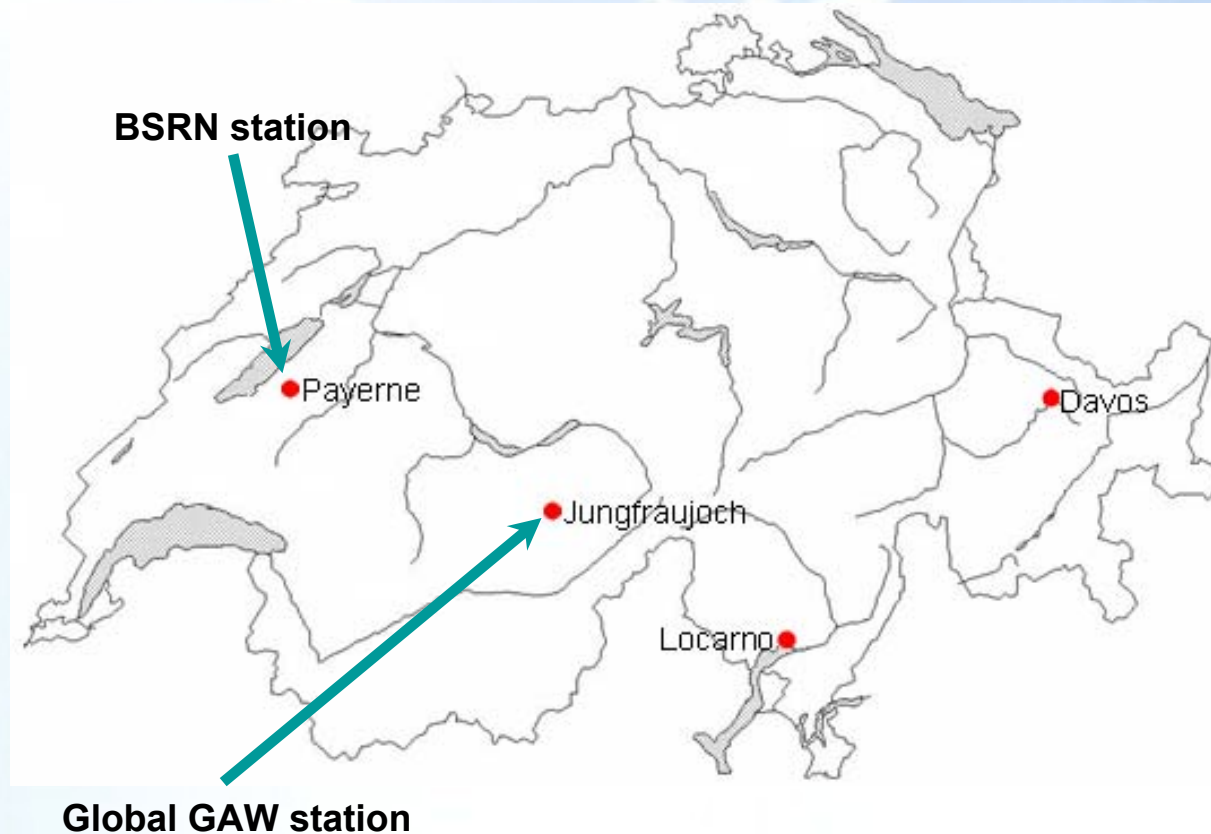 BSRN station
Payerne
Davos
Jungfraujoch
Locarno
Global GAW station